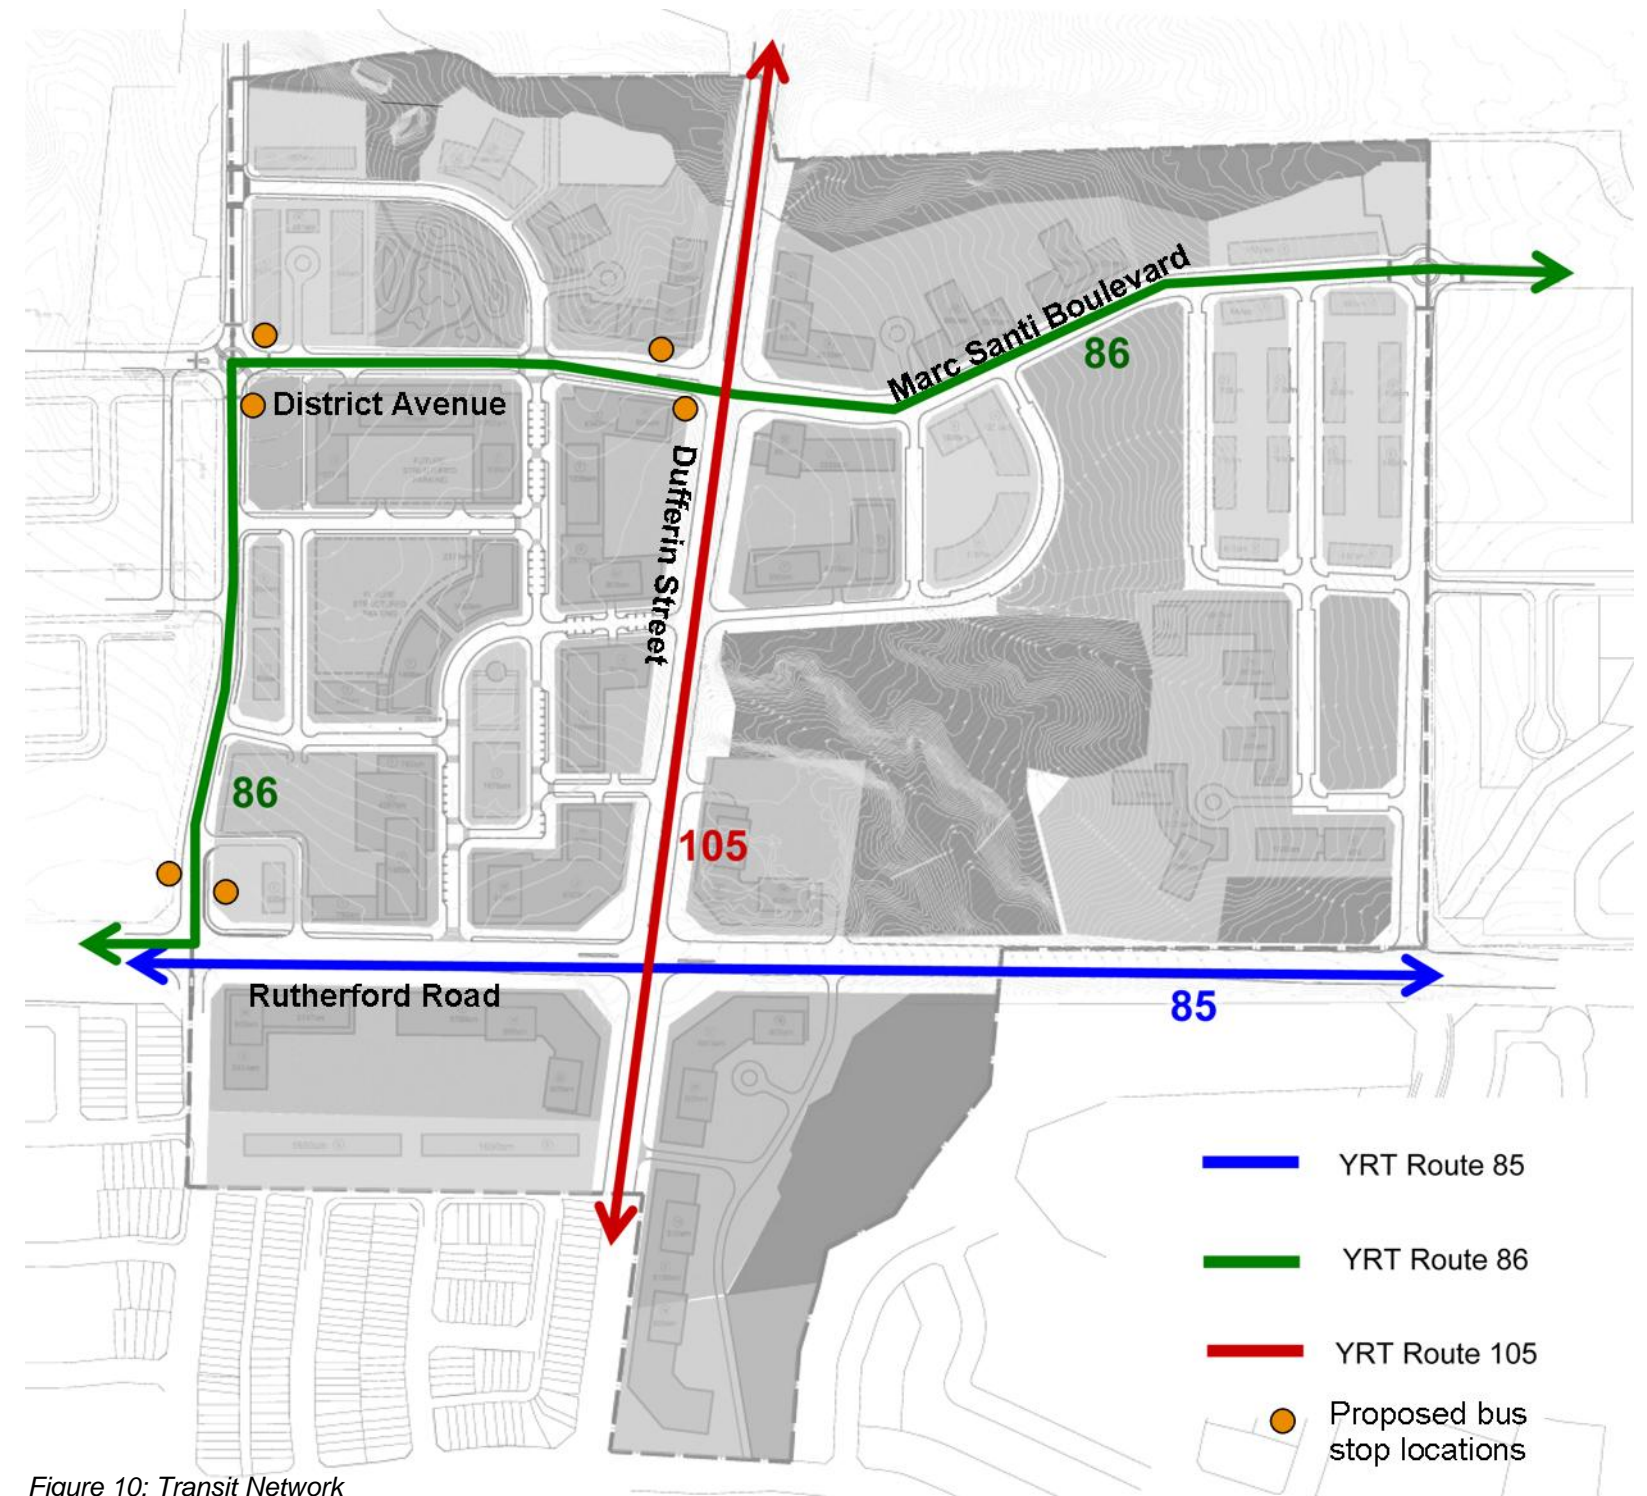 Marc Santi Boulevard
86
District Avenue
Dufferin Street
86
105
Rutherford Road
85
YRT Route 85
YRT Route 86
YRT Route 105
Proposed bus
stop locations
Figure 10: Transit Network